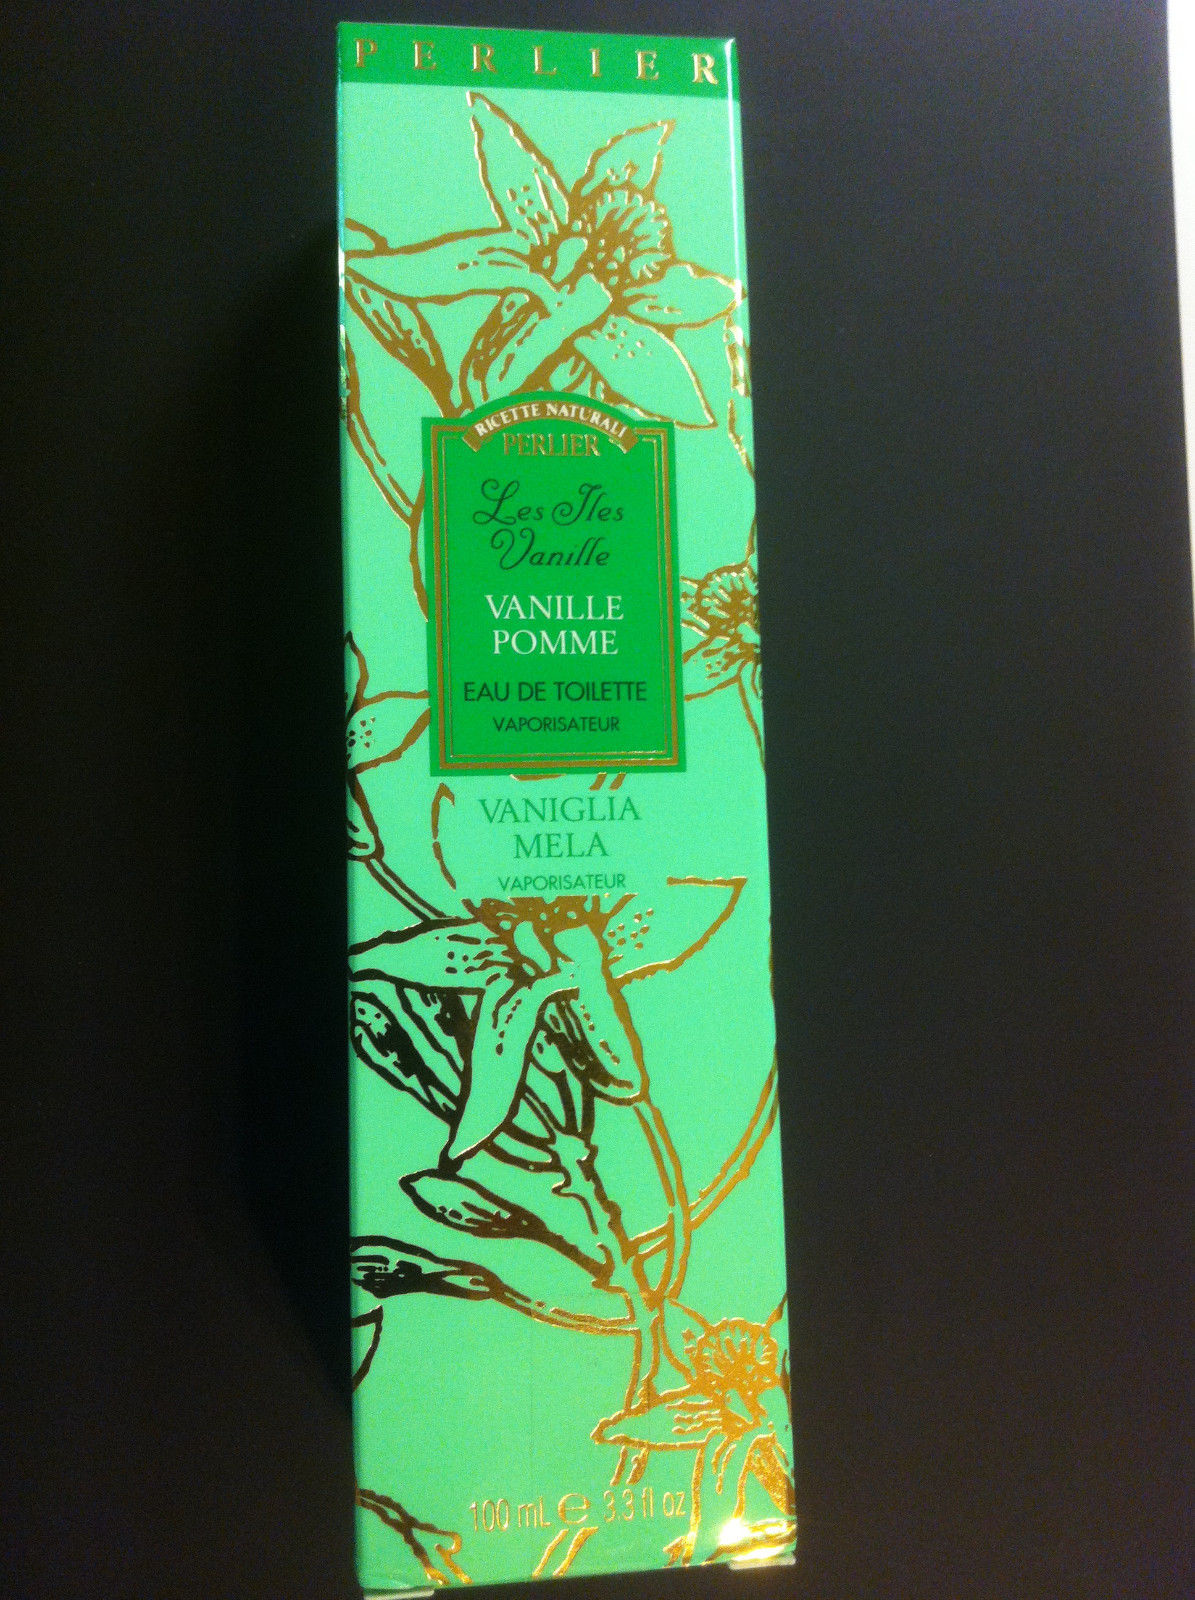 PERLIER
RICETTE NATURALI
PERLIER
Les Iles
Vanille
VANILLE
POMME
EAU DE TOILETTE
VAPORISATEUR
VANIGLIA
MELA
VAPORISATEUR
100 mL ℮ 3.3 fl oz